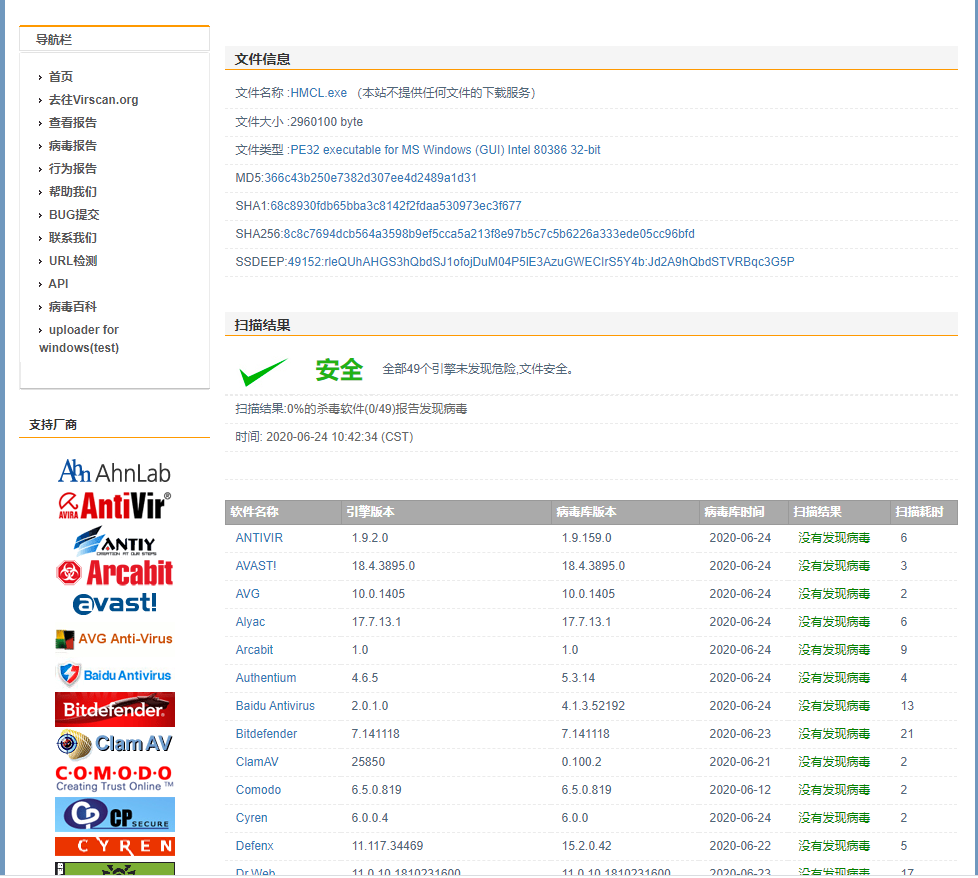 导航栏
首页
去往Virscan.org
查看报告
病毒报告
行为报告
帮助我们
BUG提交
联系我们
URL检测
API
病毒百科
uploader for
windows(test)
支持厂商
Ahn AhnLab
AVIRA AntiVir®
ANTIY
CREATION AT OUR STEPS
Arcabit
avast!
AVG Anti-Virus
Baidu Antivirus
Bitdefender
ClamAV
C·O·M·O·D·O
Creating Trust Online ™
CP SECURE
CYREN
文件信息
文件名称 :HMCL.exe （本站不提供任何文件的下载服务）
文件大小 :2960100 byte
文件类型 :PE32 executable for MS Windows (GUI) Intel 80386 32-bit
MD5:366c43b250e7382d307ee4d2489a1d31
SHA1:68c8930fdb65bba3c8142f2fdaa530973ec3f677
SHA256:8c8c7694dcb564a3598b9ef5cca5a213f8e97b5c7c5b6226a333ede05cc96bfd
SSDEEP:49152:rleQUhAHGS3hQbdSJ1ofojDuM04P5lE3AzuGWEClrS5Y4b:Jd2A9hQbdSTVRBqc3G5P
扫描结果
安全 全部49个引擎未发现危险,文件安全。
扫描结果:0%的杀毒软件(0/49)报告发现病毒
时间: 2020-06-24 10:42:34 (CST)
软件名称 引擎版本 病毒库版本 病毒库时间 扫描结果 扫描耗时
ANTIVIR 1.9.2.0 1.9.159.0 2020-06-24 没有发现病毒 6
AVAST! 18.4.3895.0 18.4.3895.0 2020-06-24 没有发现病毒 3
AVG 10.0.1405 10.0.1405 2020-06-24 没有发现病毒 2
Alyac 17.7.13.1 17.7.13.1 2020-06-24 没有发现病毒 6
Arcabit 1.0 1.0 2020-06-24 没有发现病毒 9
Authentium 4.6.5 5.3.14 2020-06-24 没有发现病毒 4
Baidu Antivirus 2.0.1.0 4.1.3.52192 2020-06-24 没有发现病毒 13
Bitdefender 7.141118 7.141118 2020-06-23 没有发现病毒 21
ClamAV 25850 0.100.2 2020-06-21 没有发现病毒 2
Comodo 6.5.0.819 6.5.0.819 2020-06-12 没有发现病毒 2
Cyren 6.0.0.4 6.0.0 2020-06-24 没有发现病毒 2
Defenx 11.117.34469 15.2.0.42 2020-06-22 没有发现病毒 5
Dr.Web 11.0.10.1810231600 11.0.10.1810231600 2020-06-23 没有发现病毒 17